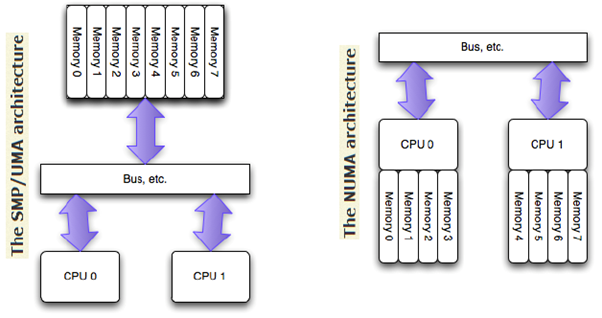 The SMP/UMA architecture
Memory 0
Memory 1
Memory 2
Memory 3
Memory 4
Memory 5
Memory 6
Memory 7
Bus, etc.
CPU 0
CPU 1
The NUMA architecture
Bus, etc.
CPU 0
CPU 1
Memory 0
Memory 1
Memory 2
Memory 3
Memory 4
Memory 5
Memory 6
Memory 7